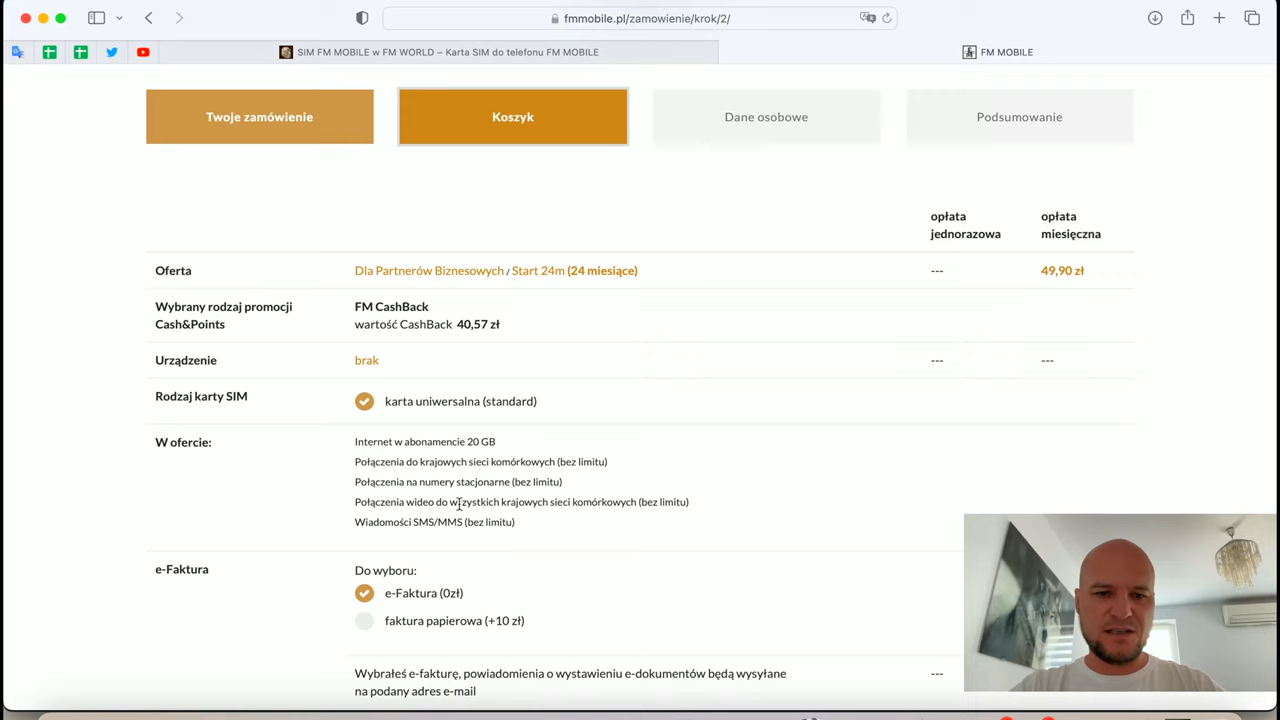 fmmobile.pl/zamowienie/krok/2/
SIM FM MOBILE w FM WORLD – Karta SIM do telefonu FM MOBILE
FM MOBILE
Twoje zamówienie
Koszyk
Dane osobowe
Podsumowanie
opłata jednorazowa
opłata miesięczna
Oferta
Dla Partnerów Biznesowych / Start 24m (24 miesiące)
---
49,90 zł
Wybrany rodzaj promocji
Cash&Points
FM CashBack
wartość CashBack 40,57 zł
Urządzenie
brak
---
---
Rodzaj karty SIM
karta uniwersalna (standard)
W ofercie:
Internet w abonamencie 20 GB
Połączenia do krajowych sieci komórkowych (bez limitu)
Połączenia na numery stacjonarne (bez limitu)
Połączenia wideo do wszystkich krajowych sieci komórkowych (bez limitu)
Wiadomości SMS/MMS (bez limitu)
e-Faktura
Do wyboru:
e-Faktura (0zł)
faktura papierowa (+10 zł)
Wybrałeś e-fakturę, powiadomienia o wystawieniu e-dokumentów będą wysyłane
na podany adres e-mail
---